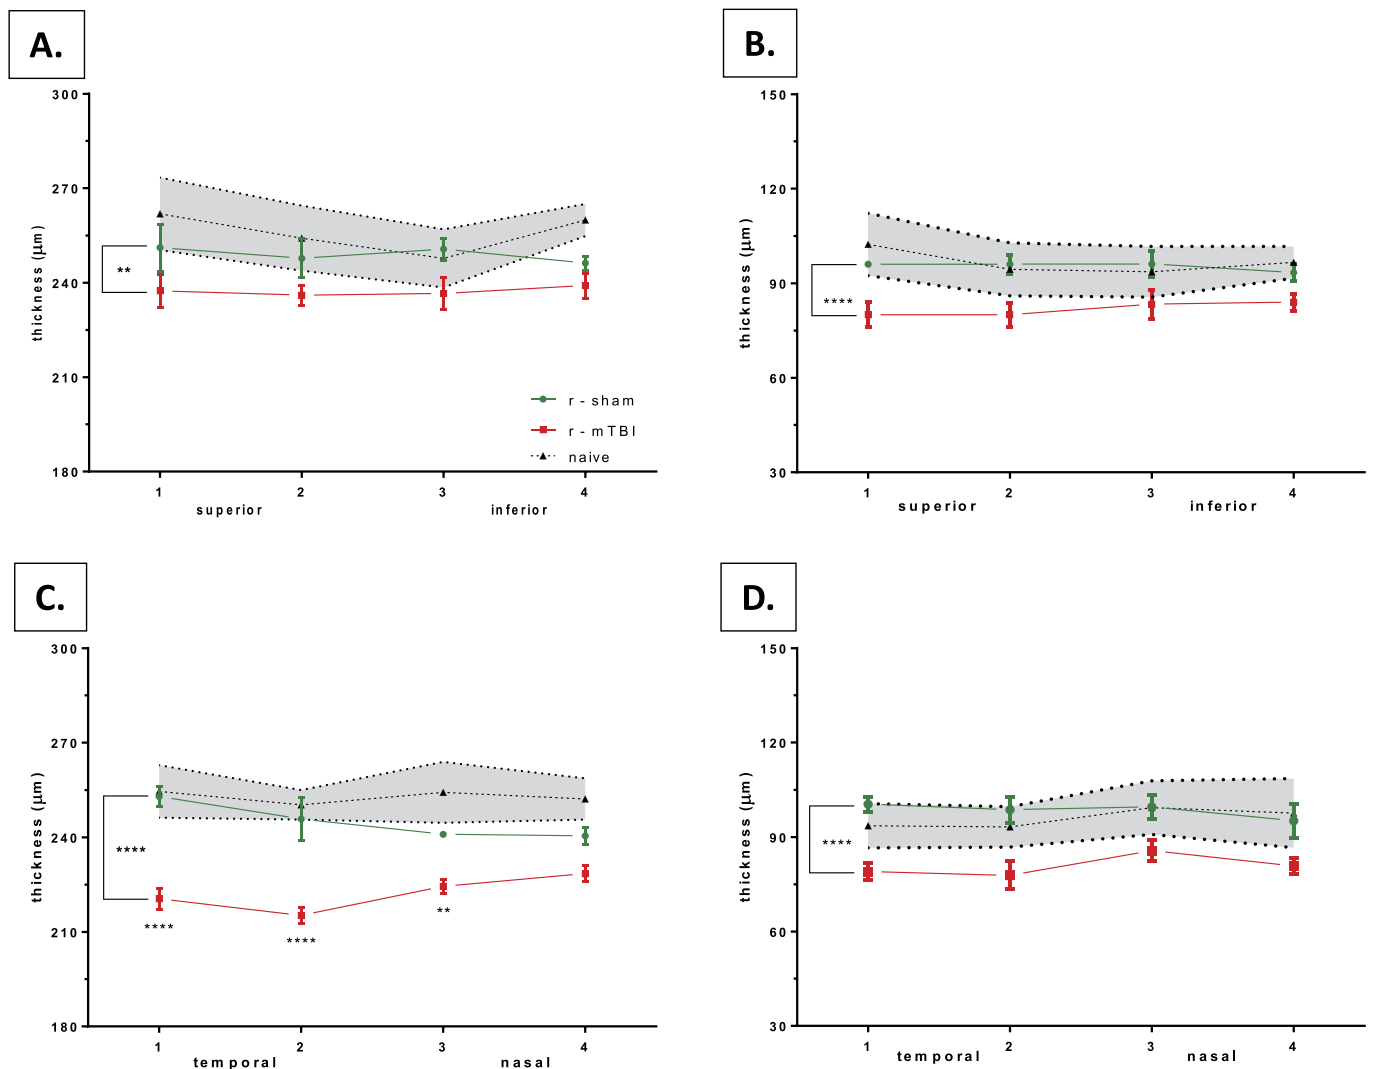 A.
300
270
240
210
180
thickness (μm)
**
r - sham
r - mTBI
naive
1 2 3 4
superior inferior
B.
150
120
90
60
30
thickness (μm)
****
1 2 3 4
superior inferior
C.
300
270
240
210
180
thickness (μm)
****
****
****
**
1 2 3 4
temporal nasal
D.
150
120
90
60
30
thickness (μm)
****
1 2 3 4
temporal nasal